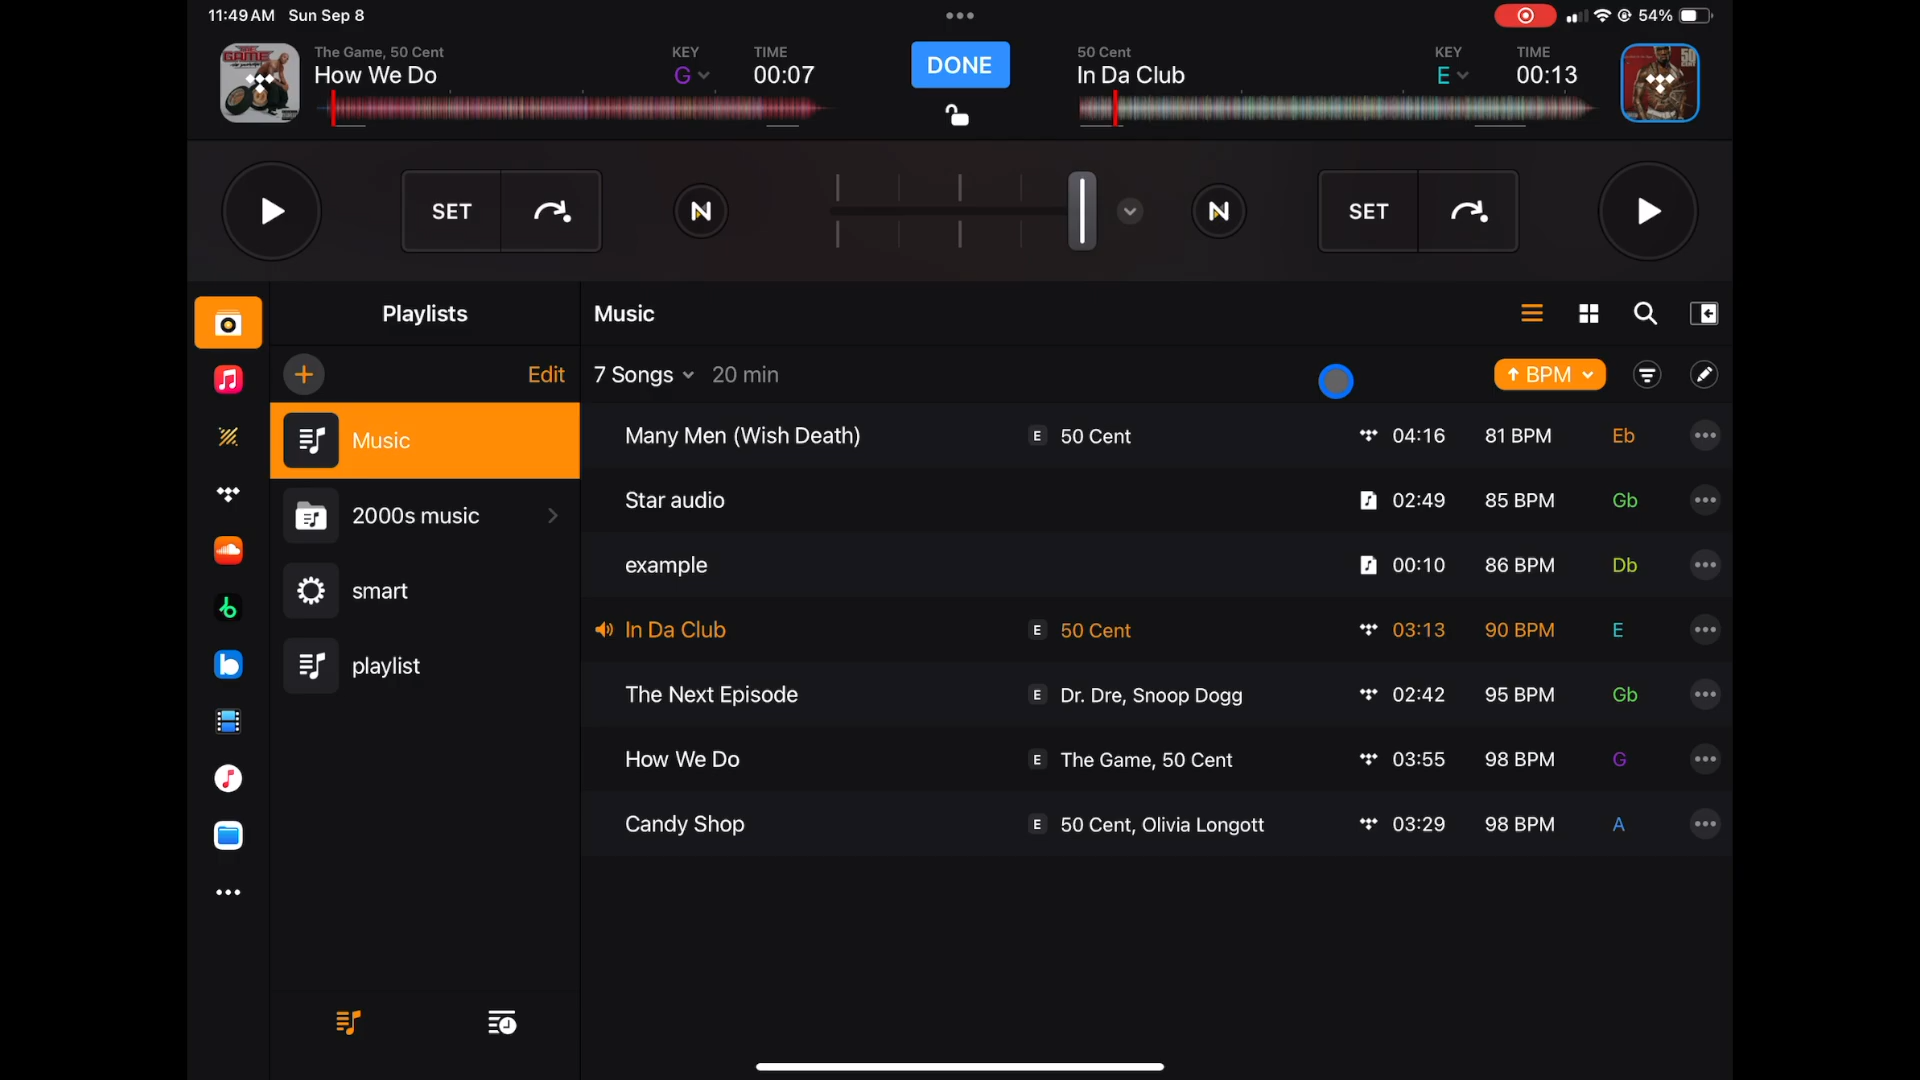 11:49 AM Sun Sep 8
54%
The Game, 50 Cent
How We Do
KEY
G
TIME
00:07
DONE
50 Cent
In Da Club
KEY
E
TIME
00:13
SET
N
N
SET
Playlists
Music
Edit
7 Songs 20 min
BPM
Music
2000s music
smart
playlist
Many Men (Wish Death) E 50 Cent 04:16 81 BPM Eb
Star audio 02:49 85 BPM Gb
example 00:10 86 BPM Db
In Da Club E 50 Cent 03:13 90 BPM E
The Next Episode E Dr. Dre, Snoop Dogg 02:42 95 BPM Gb
How We Do E The Game, 50 Cent 03:55 98 BPM G
Candy Shop E 50 Cent, Olivia Longott 03:29 98 BPM A